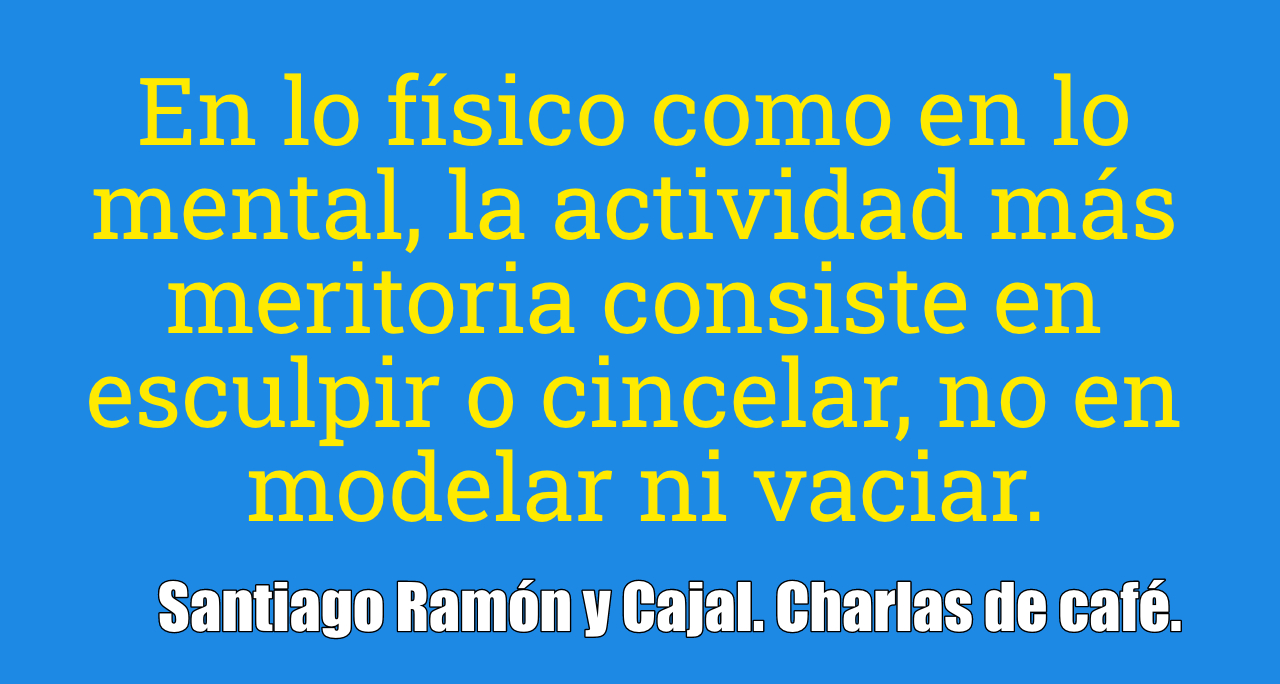 En lo físico como en lo
mental, la actividad más
meritoria consiste en
esculpir o cincelar, no en
modelar ni vaciar.
Santiago Ramón y Cajal. Charlas de café.